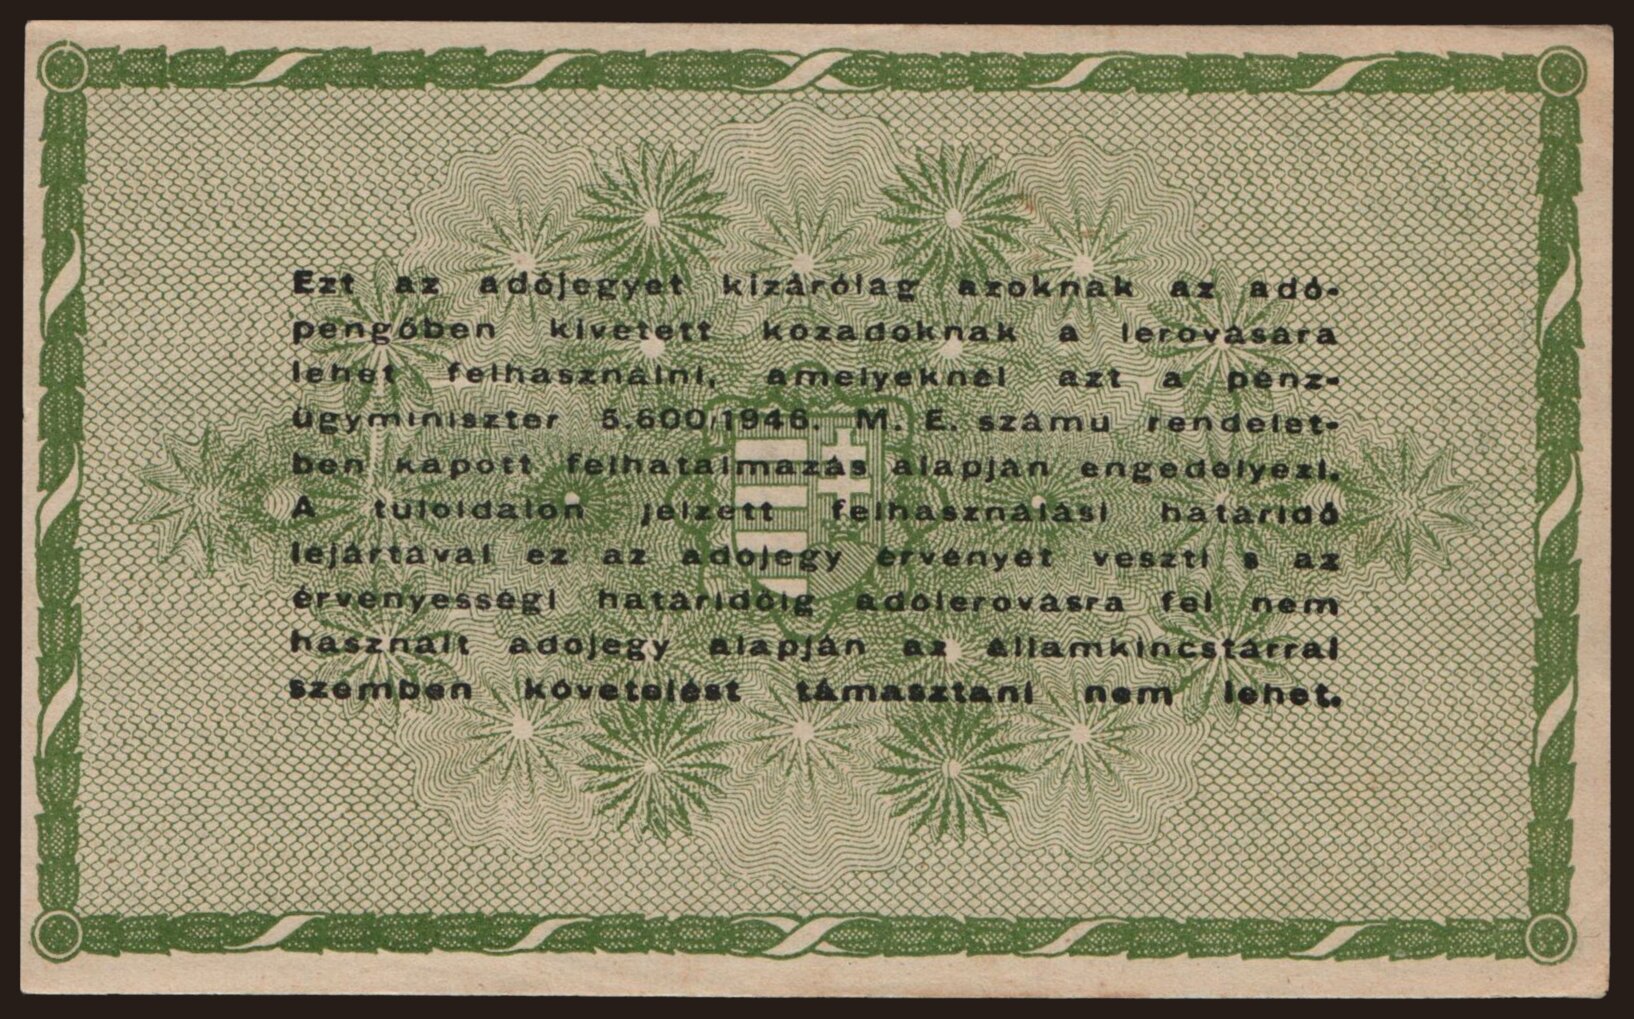 Ezt az adójegyet kizárólag azoknak az adó-
pengőben kivetett közadóknak a lerovására
lehet felhasználni, amelyeknél azt a pénz-
ügyminiszter 5.600/1946. M. E. számu rendelet-
ben kapott felhatalmazás alapján engedélyezi.
A tuloldalon jelzett felhasználási határidő
lejártával ez az adójegy érvényét veszti s az
érvényességi határidőig adólerovásra fel nem
használt adójegy alapján az államkincstárral
szemben követelést támasztani nem lehet.